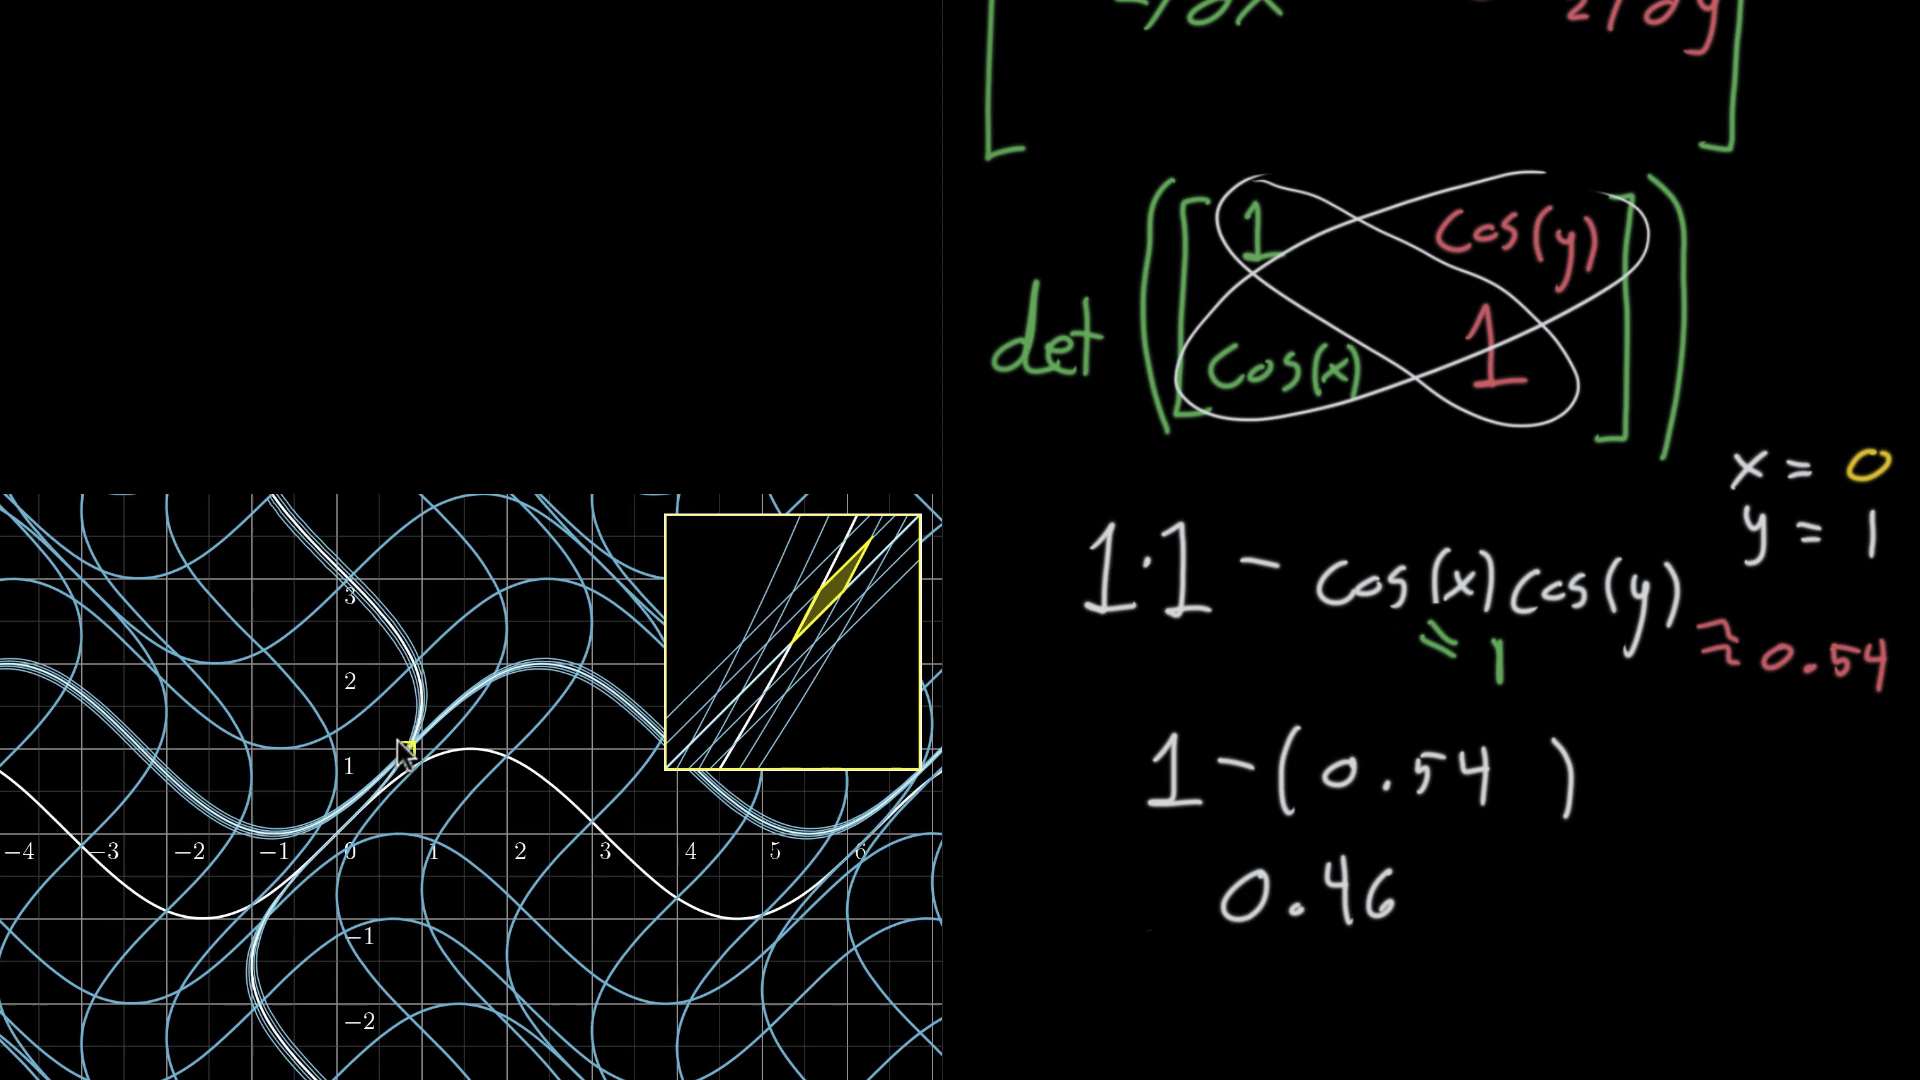 3
2
1
−4 −3 −2 −1 0 1 2 3 4 5 6
−1
−2
∂x 2 ∂y
det ([1 cos(y)
cos(x) 1])
x = 0
y = 1
1·1 − cos(x) cos(y)
= 1 ≈ 0.54
1 − (0.54 )
0.46